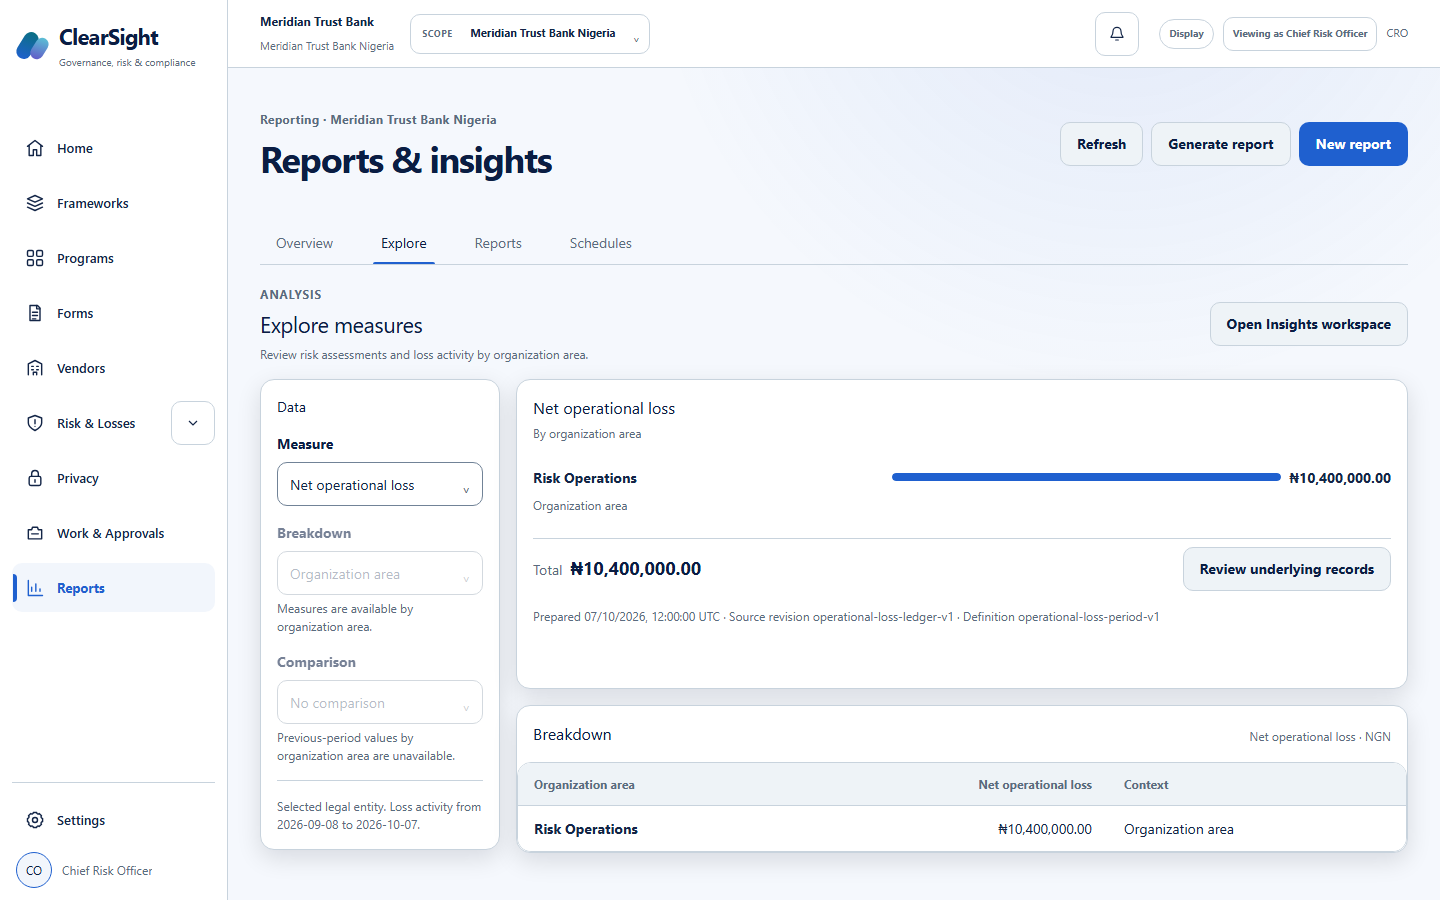 ClearSight
Governance, risk & compliance
Home
Frameworks
Programs
Forms
Vendors
Risk & Losses
Privacy
Work & Approvals
Reports
Settings
CO
Chief Risk Officer
Meridian Trust Bank
Meridian Trust Bank Nigeria
SCOPE Meridian Trust Bank Nigeria
Display
Viewing as Chief Risk Officer
CRO
Reporting · Meridian Trust Bank Nigeria
Reports & insights
Refresh
Generate report
New report
Overview
Explore
Reports
Schedules
ANALYSIS
Explore measures
Review risk assessments and loss activity by organization area.
Open Insights workspace
Data
Measure
Net operational loss
Breakdown
Organization area
Measures are available by
organization area.
Comparison
No comparison
Previous-period values by
organization area are unavailable.
Selected legal entity. Loss activity from
2026-09-08 to 2026-10-07.
Net operational loss
By organization area
Risk Operations ₦10,400,000.00
Organization area
Total ₦10,400,000.00
Review underlying records
Prepared 07/10/2026, 12:00:00 UTC · Source revision operational-loss-ledger-v1 · Definition operational-loss-period-v1
Breakdown
Net operational loss · NGN
Organization area Net operational loss Context
Risk Operations ₦10,400,000.00 Organization area